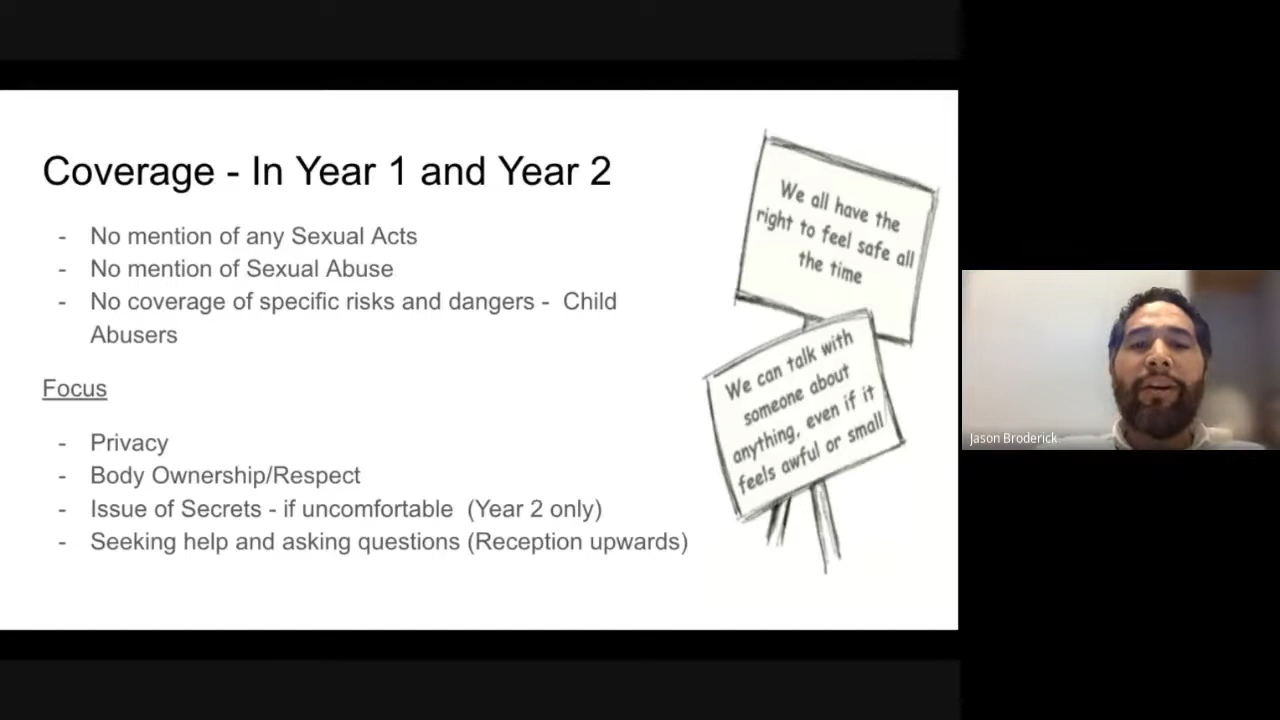 Coverage - In Year 1 and Year 2
- No mention of any Sexual Acts
- No mention of Sexual Abuse
- No coverage of specific risks and dangers - Child
Abusers
Focus
- Privacy
- Body Ownership/Respect
- Issue of Secrets - if uncomfortable (Year 2 only)
- Seeking help and asking questions (Reception upwards)
We all have the
right to feel safe all
the time
We can talk with
someone about
anything, even if it
feels awful or small
Jason Broderick